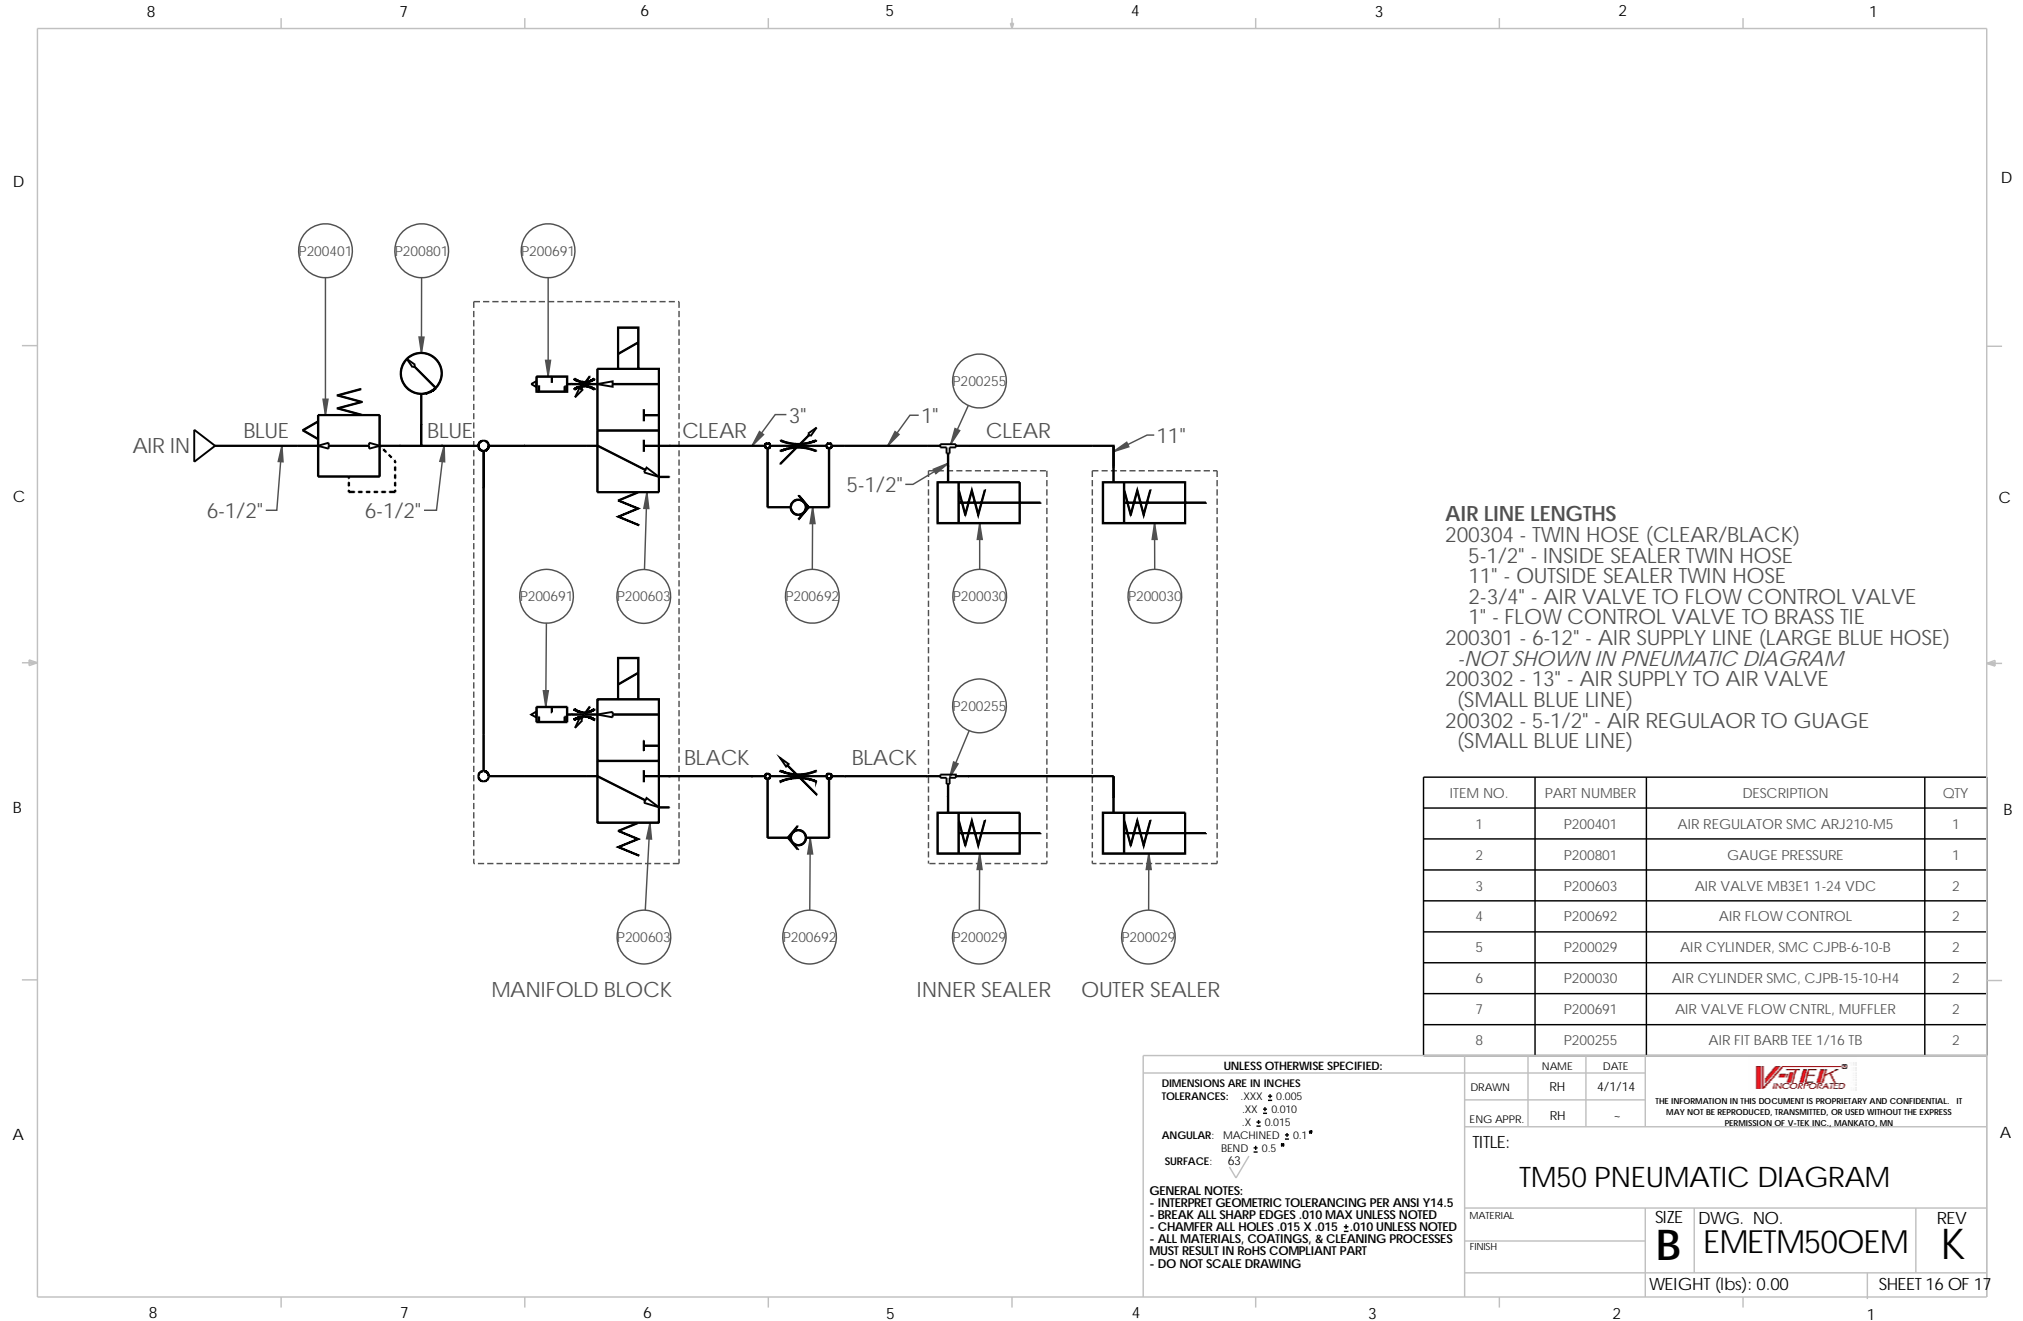 8 7 6 5 4 3 2 1
D
D
P200401
P200801
P200691
P200255
3"
1"
AIR IN
BLUE
BLUE
CLEAR
CLEAR
11"
5-1/2"
6-1/2"
6-1/2"
C
C
P200691
P200603
P200692
P200030
P200030
P200255
BLACK
BLACK
B
B
P200603
P200692
P200029
P200029
MANIFOLD BLOCK
INNER SEALER
OUTER SEALER
AIR LINE LENGTHS
200304 - TWIN HOSE (CLEAR/BLACK)
5-1/2" - INSIDE SEALER TWIN HOSE
11" - OUTSIDE SEALER TWIN HOSE
2-3/4" - AIR VALVE TO FLOW CONTROL VALVE
1" - FLOW CONTROL VALVE TO BRASS TIE
200301 - 6-12" - AIR SUPPLY LINE (LARGE BLUE HOSE)
-NOT SHOWN IN PNEUMATIC DIAGRAM
200302 - 13" - AIR SUPPLY TO AIR VALVE
(SMALL BLUE LINE)
200302 - 5-1/2" - AIR REGULAOR TO GUAGE
(SMALL BLUE LINE)
ITEM NO. PART NUMBER DESCRIPTION QTY
1 P200401 AIR REGULATOR SMC ARJ210-M5 1
2 P200801 GAUGE PRESSURE 1
3 P200603 AIR VALVE MB3E1 1-24 VDC 2
4 P200692 AIR FLOW CONTROL 2
5 P200029 AIR CYLINDER, SMC CJPB-6-10-B 2
6 P200030 AIR CYLINDER SMC, CJPB-15-10-H4 2
7 P200691 AIR VALVE FLOW CNTRL, MUFFLER 2
8 P200255 AIR FIT BARB TEE 1/16 TB 2
A
A
UNLESS OTHERWISE SPECIFIED:
DIMENSIONS ARE IN INCHES
TOLERANCES: .XXX ± 0.005
.XX ± 0.010
.X ± 0.015
ANGULAR: MACHINED ± 0.1°
BEND ± 0.5 °
SURFACE: 63
GENERAL NOTES:
- INTERPRET GEOMETRIC TOLERANCING PER ANSI Y14.5
- BREAK ALL SHARP EDGES .010 MAX UNLESS NOTED
- CHAMFER ALL HOLES .015 X .015 ±.010 UNLESS NOTED
- ALL MATERIALS, COATINGS, & CLEANING PROCESSES
MUST RESULT IN RoHS COMPLIANT PART
- DO NOT SCALE DRAWING
NAME DATE
DRAWN RH 4/1/14
ENG APPR. RH ~
V-TEK®
INCORPORATED
THE INFORMATION IN THIS DOCUMENT IS PROPRIETARY AND CONFIDENTIAL. IT
MAY NOT BE REPRODUCED, TRANSMITTED, OR USED WITHOUT THE EXPRESS
PERMISSION OF V-TEK INC., MANKATO, MN
TITLE:
TM50 PNEUMATIC DIAGRAM
MATERIAL
FINISH
SIZE
B
DWG. NO.
EMETM50OEM
REV
K
WEIGHT (lbs): 0.00
SHEET 16 OF 17
8 7 6 5 4 3 2 1